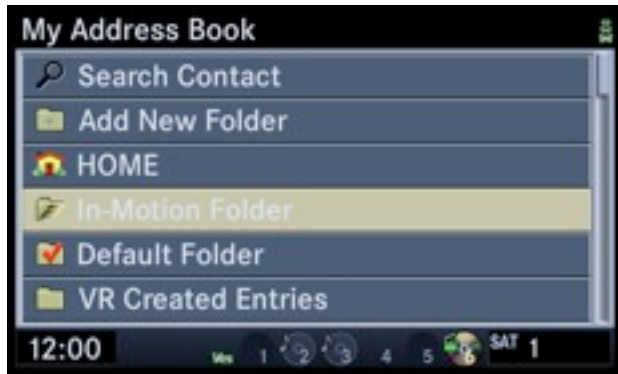 My Address Book
Search Contact
Add New Folder
HOME
In-Motion Folder
Default Folder
VR Created Entries
12:00 Yes 1 2 3 4 5 6 SAT 1